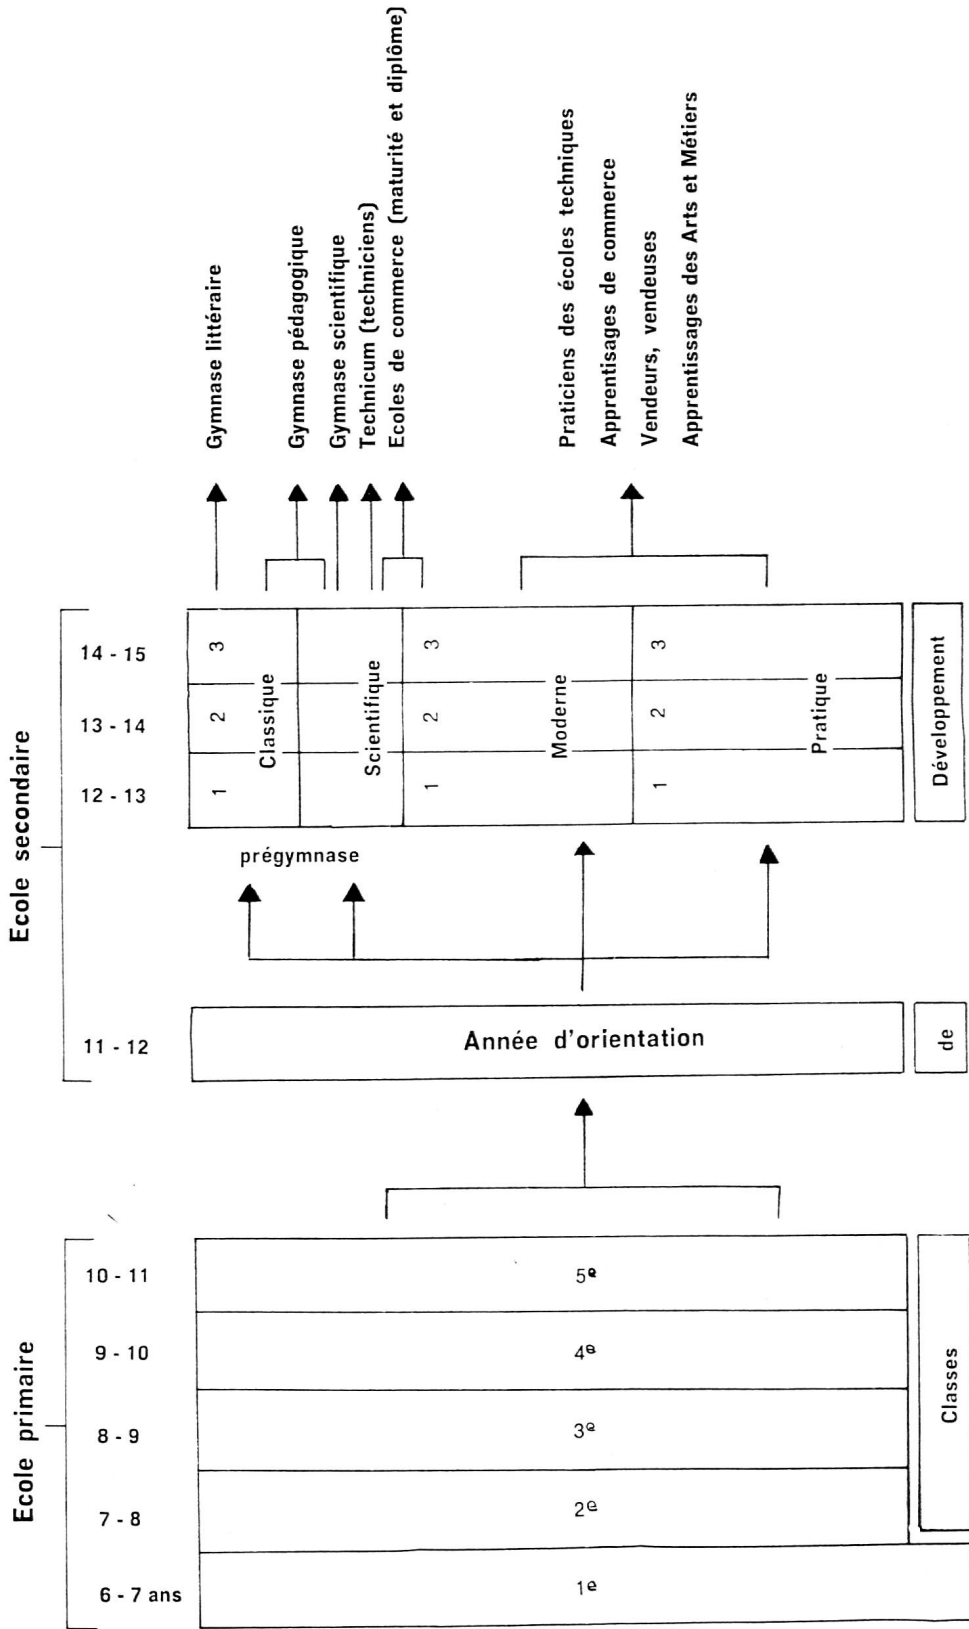 Ecole primaire
6 - 7 ans
7 - 8
8 - 9
9 - 10
10 - 11
1e
2e
3e
4e
5e
Classes
Ecole secondaire
11 - 12
12 - 13
13 - 14
14 - 15
Année d'orientation
de
prégymnase
1 2 3
Classique
Scientifique
1 2 3
Moderne
1 2 3
Pratique
Développement
Gymnase littéraire
Gymnase pédagogique
Gymnase scientifique
Technicum (techniciens)
Ecoles de commerce (maturité et diplôme)
Praticiens des écoles techniques
Apprentisages de commerce
Vendeurs, vendeuses
Apprentissages des Arts et Métiers